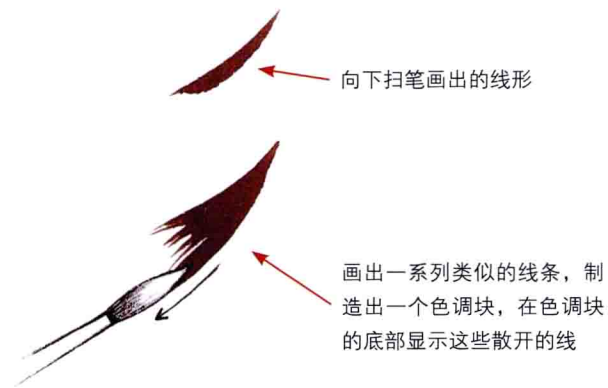 向下扫笔画出的线形
画出一系列类似的线条，制
造出一个色调块，在色调块
的底部显示这些散开的线